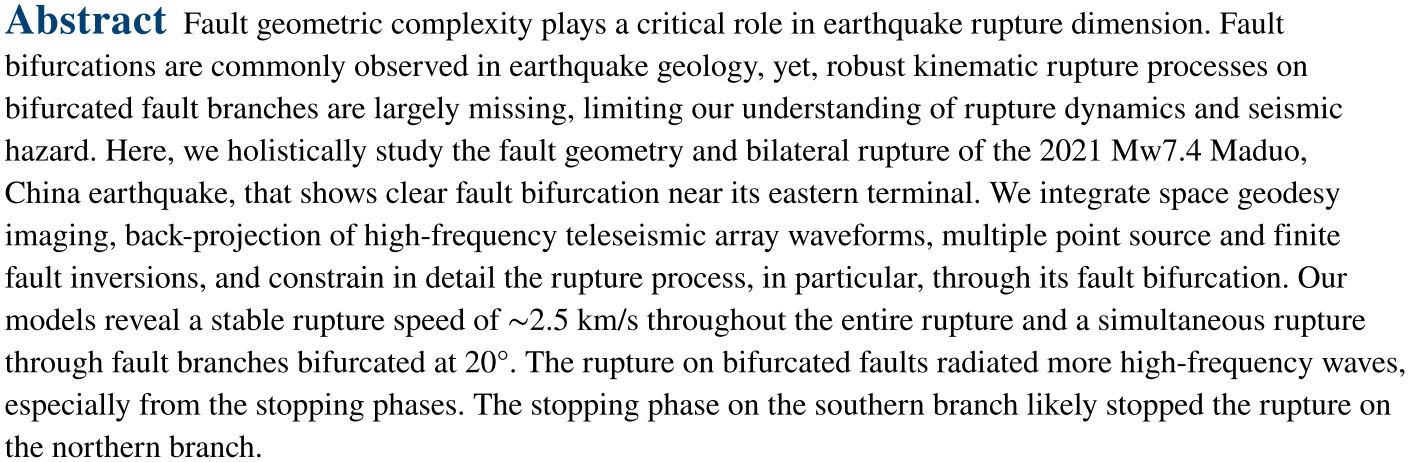 Abstract Fault geometric complexity plays a critical role in earthquake rupture dimension. Fault
bifurcations are commonly observed in earthquake geology, yet, robust kinematic rupture processes on
bifurcated fault branches are largely missing, limiting our understanding of rupture dynamics and seismic
hazard. Here, we holistically study the fault geometry and bilateral rupture of the 2021 Mw7.4 Maduo,
China earthquake, that shows clear fault bifurcation near its eastern terminal. We integrate space geodesy
imaging, back-projection of high-frequency teleseismic array waveforms, multiple point source and finite
fault inversions, and constrain in detail the rupture process, in particular, through its fault bifurcation. Our
models reveal a stable rupture speed of ∼2.5 km/s throughout the entire rupture and a simultaneous rupture
through fault branches bifurcated at 20°. The rupture on bifurcated faults radiated more high-frequency waves,
especially from the stopping phases. The stopping phase on the southern branch likely stopped the rupture on
the northern branch.